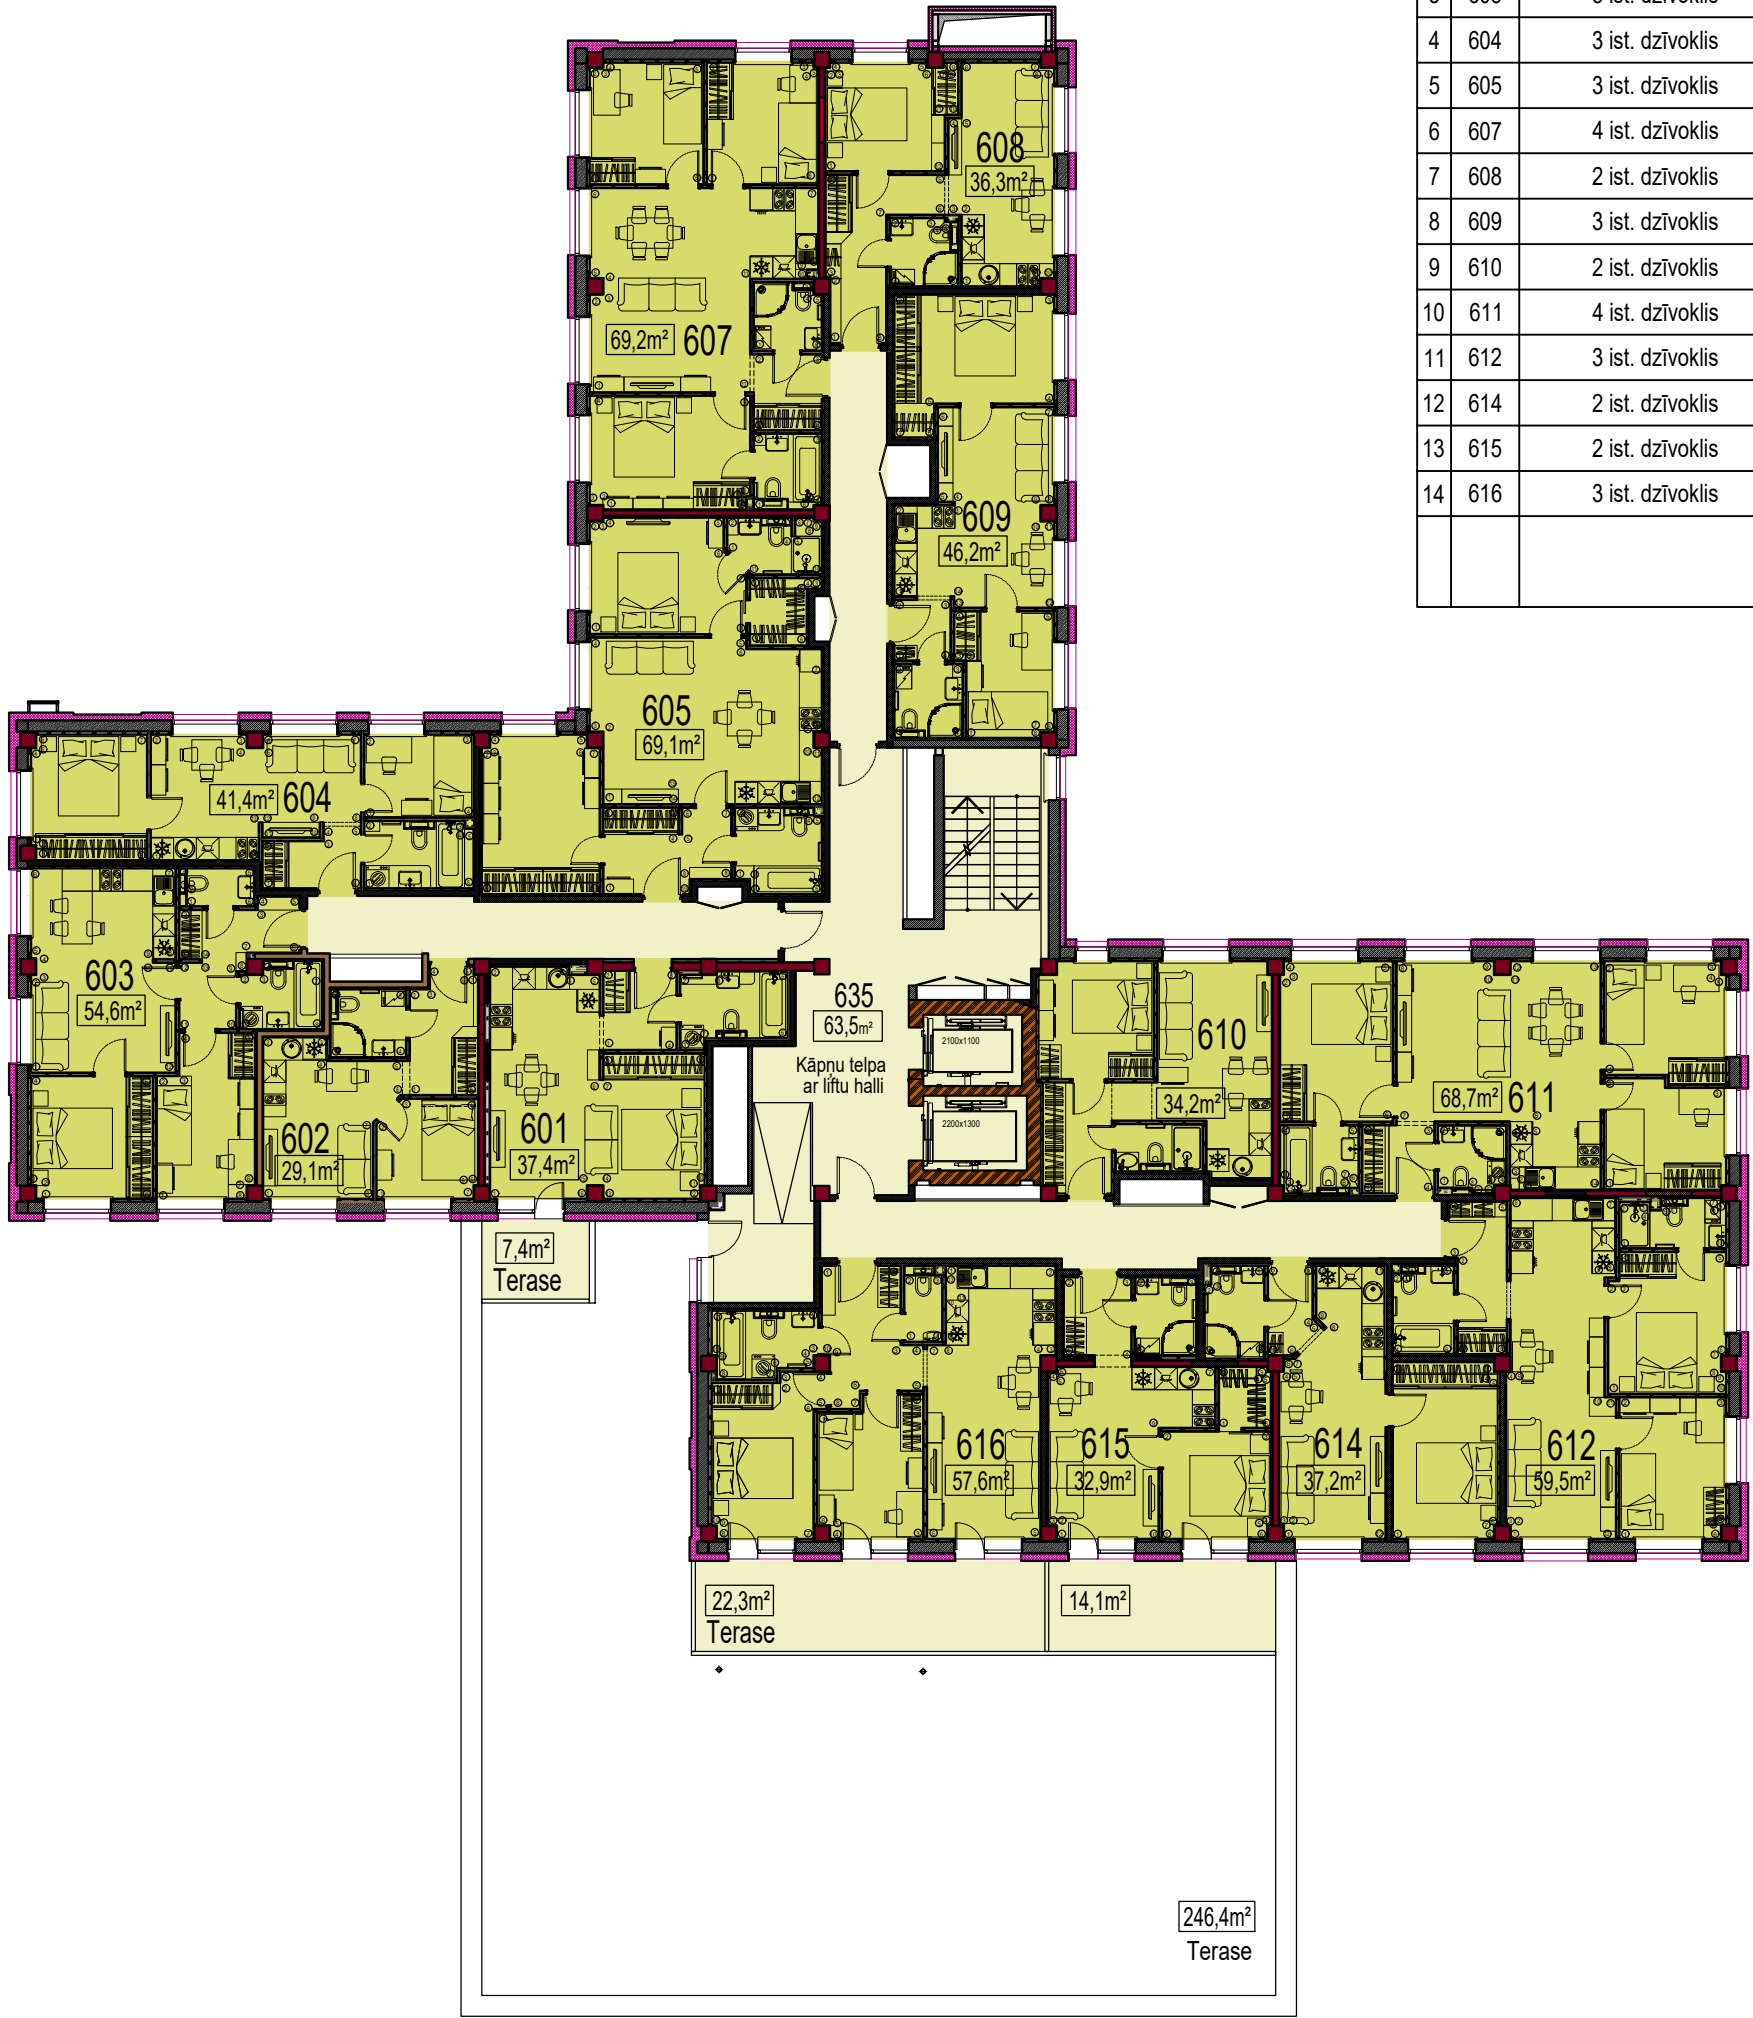 4 604 3 ist. dzīvoklis
5 605 3 ist. dzīvoklis
6 607 4 ist. dzīvoklis
7 608 2 ist. dzīvoklis
8 609 3 ist. dzīvoklis
9 610 2 ist. dzīvoklis
10 611 4 ist. dzīvoklis
11 612 3 ist. dzīvoklis
12 614 2 ist. dzīvoklis
13 615 2 ist. dzīvoklis
14 616 3 ist. dzīvoklis
608
36,3m²
69,2m² 607
609
46,2m²
605
69,1m²
41,4m² 604
603
54,6m²
635
63,5m²
Kāpņu telpa
ar liftu halli
2100x1100
2200x1300
610
34,2m²
68,7m² 611
602
29,1m²
601
37,4m²
7,4m²
Terase
616
57,6m²
615
32,9m²
614
37,2m²
612
59,5m²
22,3m²
Terase
14,1m²
246,4m²
Terase